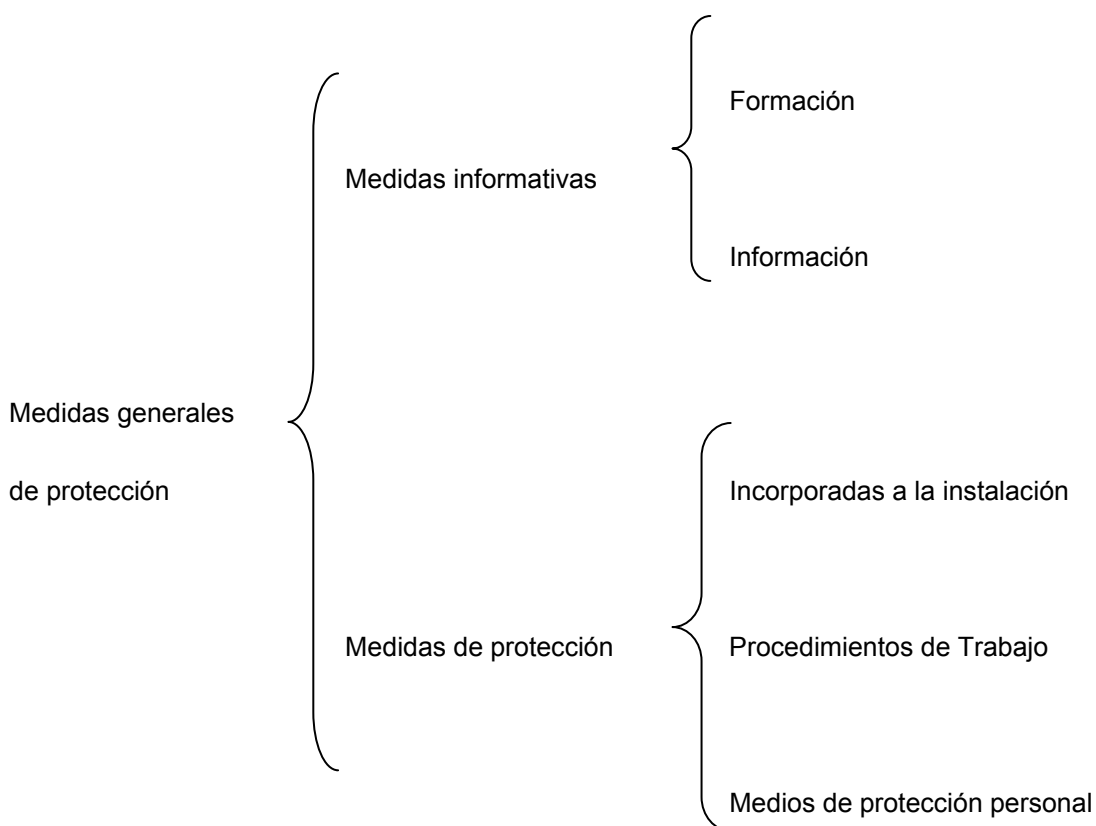 Formación
Medidas informativas
Información
Medidas generales
de protección
Incorporadas a la instalación
Medidas de protección
Procedimientos de Trabajo
Medios de protección personal